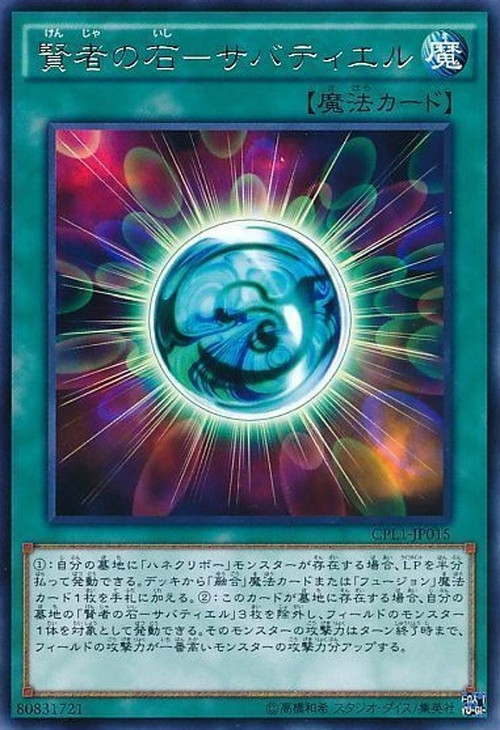 賢者の石－サバティエル
魔
【魔法カード】
CPL1-JP015
①：自分の墓地に「ハネクリボー」モンスターが存在する場合、LPを半分
払って発動できる。デッキから「融合」魔法カードまたは「フュージョン」魔法
カード1枚を手札にかえる。②：このカードが墓地に存在する場合、自分の
墓地の「賢者の石－サバティエル」3枚を除外し、フィールドのモンスター
1体を対象として発動できる。そのモンスターの攻撃力はターン終了時まで、
フィールドの攻撃力が一番高いモンスターの攻撃力分アップする。
80831721
©高橋和希 スタジオ・ダイス/集英社